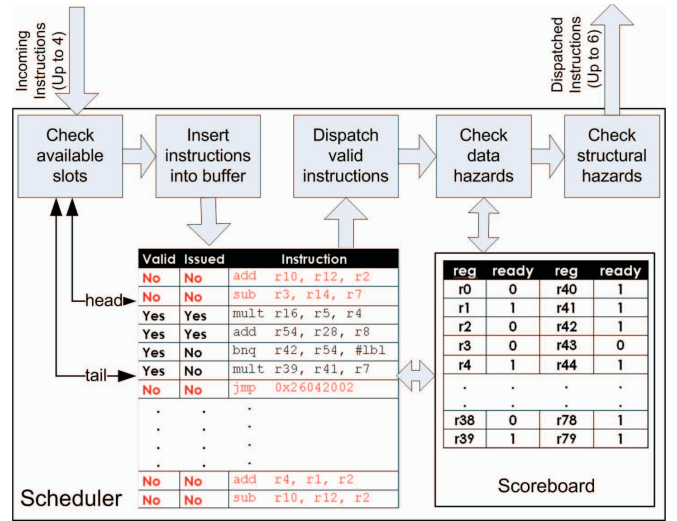 Incoming
Instructions
(Up to 4)
Dispatched
Instructions
(Up to 6)
Check
available
slots
Insert
instructions
into buffer
Dispatch
valid
instructions
Check
data
hazards
Check
structural
hazards
Valid Issued Instruction
No No add r10, r12, r2
No No sub r3, r14, r7
Yes Yes mult r16, r5, r4
Yes Yes add r54, r28, r8
Yes No bnq r42, r54, #lbl
Yes No mult r39, r41, r7
No No jmp 0x26042002
. . .
. . .
. . .
. . .
No No add r4, r1, r2
No No sub r10, r12, r2
head
tail
reg ready reg ready
r0 0 r40 1
r1 1 r41 1
r2 0 r42 1
r3 0 r43 0
r4 1 r44 1
. . . .
. . . .
r38 0 r78 1
r39 1 r79 1
Scoreboard
Scheduler